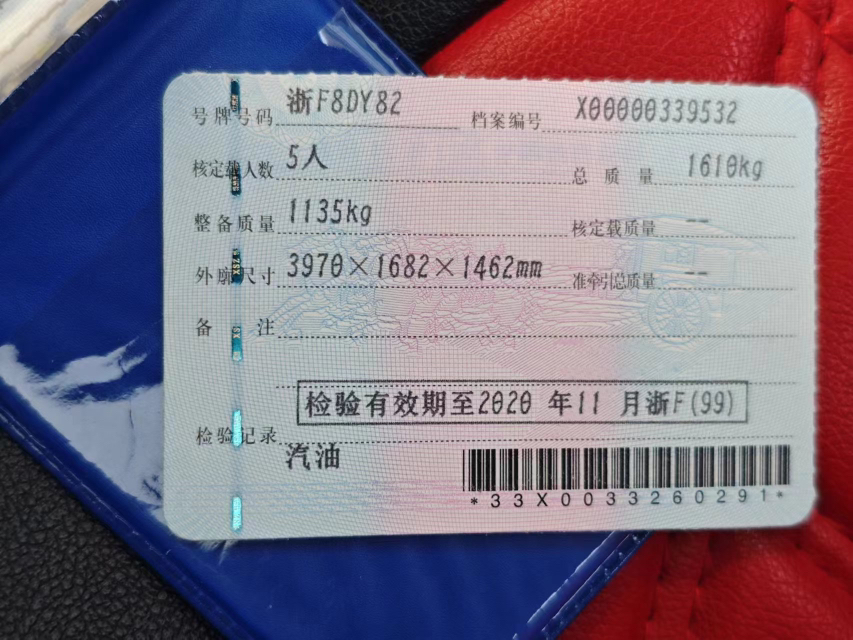 号牌号码 浙F8DY82 档案编号 X00000339532
核定载人数 5人 总质量 1610kg
整备质量 1135kg 核定载质量 --
外廓尺寸 3970×1682×1462mm 准牵引总质量 --
备注
检验有效期至2020 年11 月浙F(99)
检验记录
汽油
*33X0033260291*